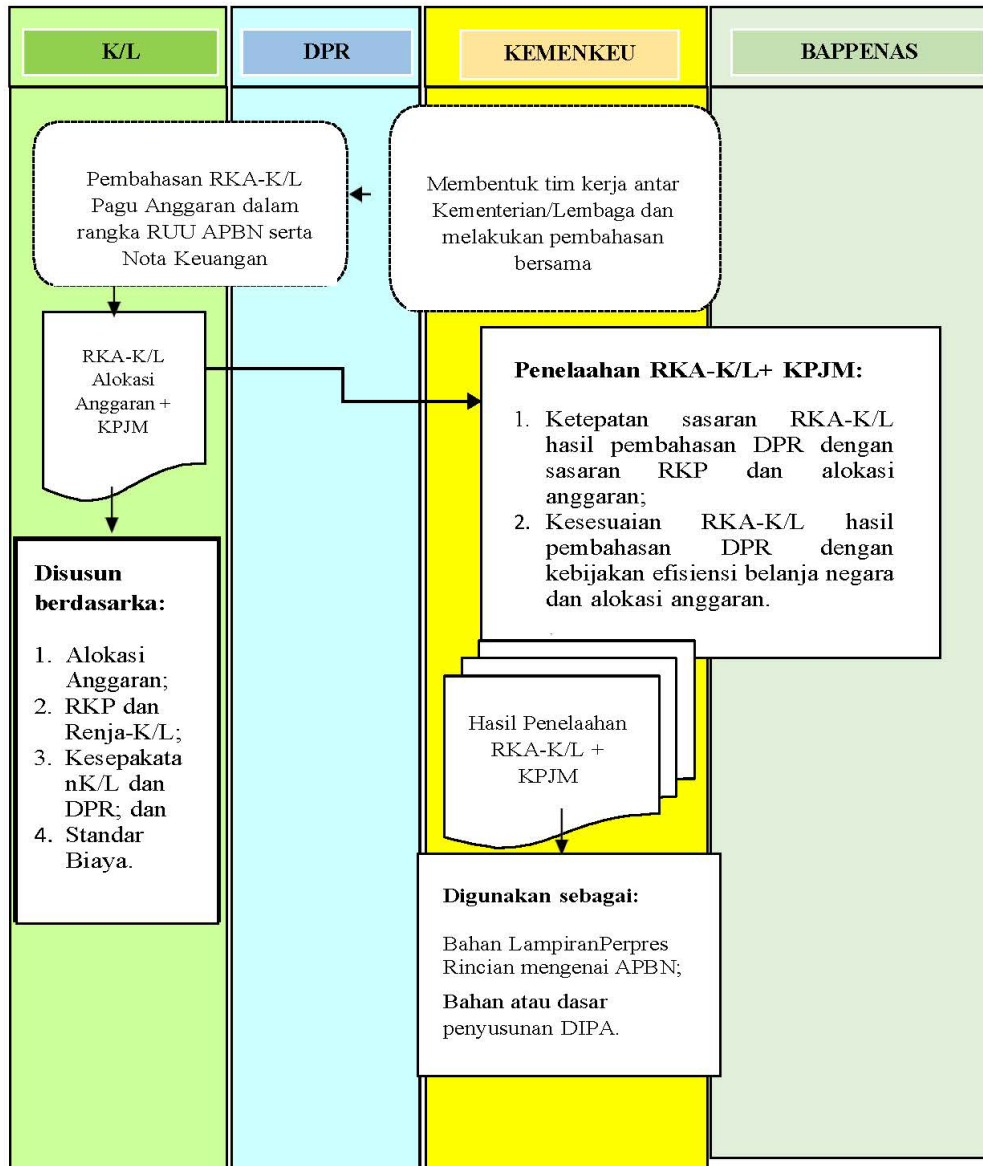 K/L
DPR
KEMENKEU
BAPPENAS
Pembahasan RKA-K/L
Pagu Anggaran dalam
rangka RUU APBN serta
Nota Keuangan
Membentuk tim kerja antar
Kementerian/Lembaga dan
melakukan pembahasan
bersama
RKA-K/L
Alokasi
Anggaran +
KPJM
Penelaahan RKA-K/L+ KPJM:
1. Ketepatan sasaran RKA-K/L
hasil pembahasan DPR dengan
sasaran RKP dan alokasi
anggaran;
2. Kesesuaian RKA-K/L hasil
pembahasan DPR dengan
kebijakan efisiensi belanja negara
dan alokasi anggaran.
Disusun
berdasarka:
1. Alokasi
Anggaran;
2. RKP dan
Renja-K/L;
3. Kesepakata
nK/L dan
DPR; dan
4. Standar
Biaya.
Hasil Penelaahan
RKA-K/L +
KPJM
Digunakan sebagai:
Bahan LampiranPerpres
Rincian mengenai APBN;
Bahan atau dasar
penyusunan DIPA.